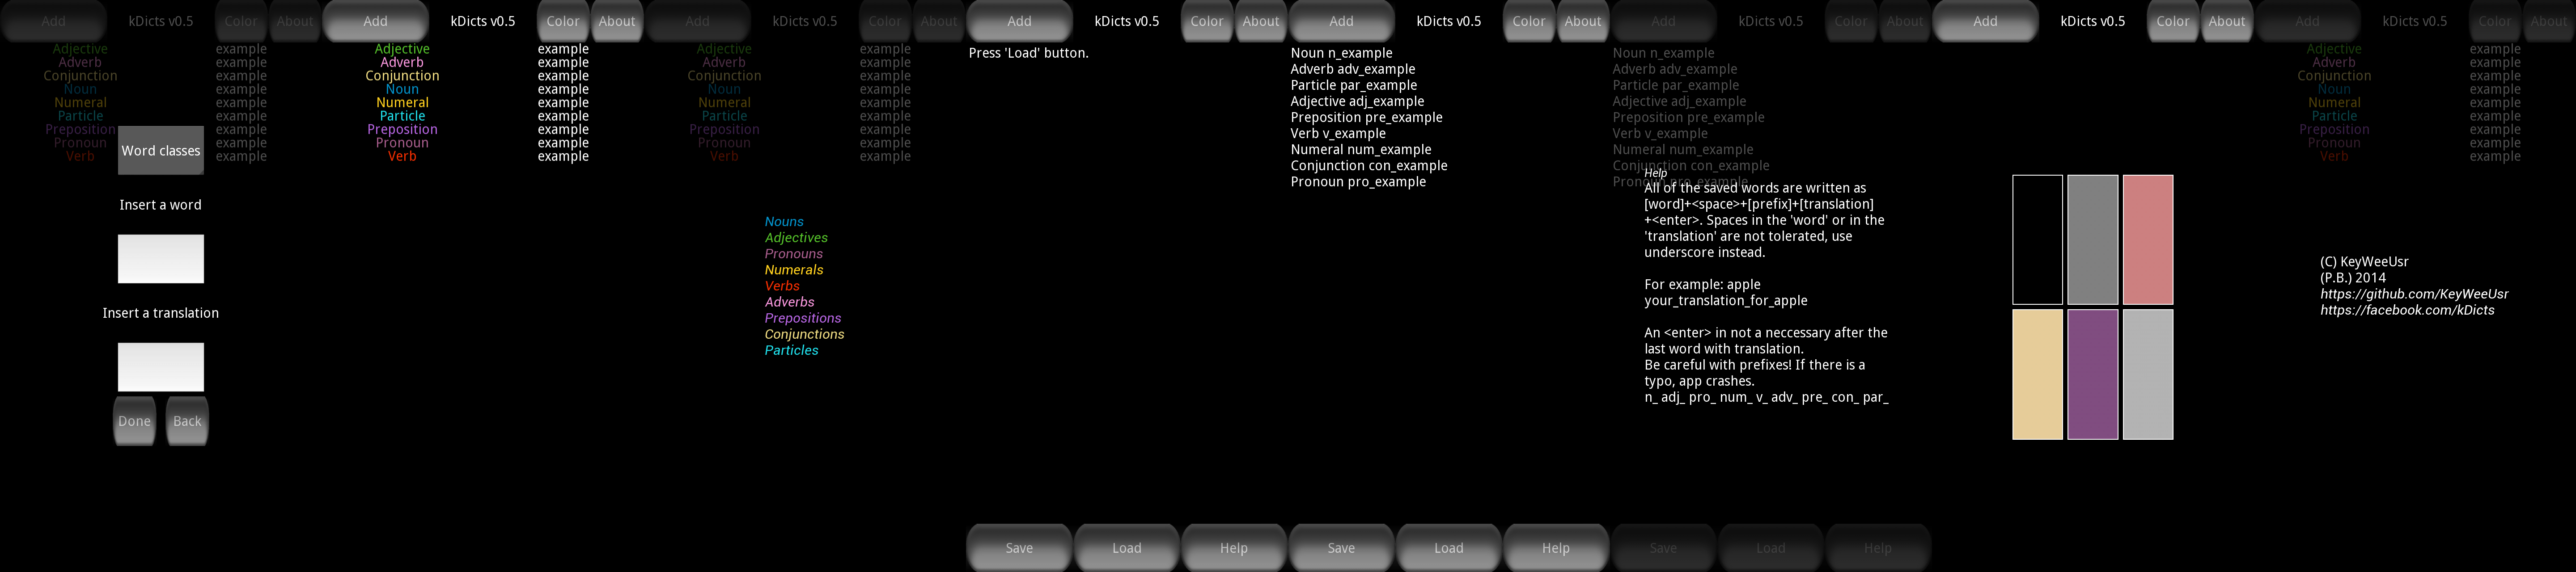 Add kDicts v0.5 Color About
Adjective example
Adverb example
Conjunction example
Noun example
Numeral example
Particle example
Preposition example
Pronoun example
Verb example
Word classes
Insert a word
Insert a translation
Done Back
Add kDicts v0.5 Color About
Adjective example
Adverb example
Conjunction example
Noun example
Numeral example
Particle example
Preposition example
Pronoun example
Verb example
Add kDicts v0.5 Color About
Adjective example
Adverb example
Conjunction example
Noun example
Numeral example
Particle example
Preposition example
Pronoun example
Verb example
Nouns
Adjectives
Pronouns
Numerals
Verbs
Adverbs
Prepositions
Conjunctions
Particles
Add kDicts v0.5 Color About
Press 'Load' button.
Save Load Help
Add kDicts v0.5 Color About
Noun n_example
Adverb adv_example
Particle par_example
Adjective adj_example
Preposition pre_example
Verb v_example
Numeral num_example
Conjunction con_example
Pronoun pro_example
Save Load Help
Add kDicts v0.5 Color About
Noun n_example
Adverb adv_example
Particle par_example
Adjective adj_example
Preposition pre_example
Verb v_example
Numeral num_example
Conjunction con_example
Pronoun pro_example
Help
All of the saved words are written as
[word]+<space>+[prefix]+[translation]
+<enter>. Spaces in the 'word' or in the
'translation' are not tolerated, use
underscore instead.
For example: apple
your_translation_for_apple
An <enter> in not a neccessary after the
last word with translation.
Be careful with prefixes! If there is a
typo, app crashes.
n_ adj_ pro_ num_ v_ adv_ pre_ con_ par_
Save Load Help
Add kDicts v0.5 Color About
Add kDicts v0.5 Color About
Adjective example
Adverb example
Conjunction example
Noun example
Numeral example
Particle example
Preposition example
Pronoun example
Verb example
(C) KeyWeeUsr
(P.B.) 2014
https://github.com/KeyWeeUsr
https://facebook.com/kDicts